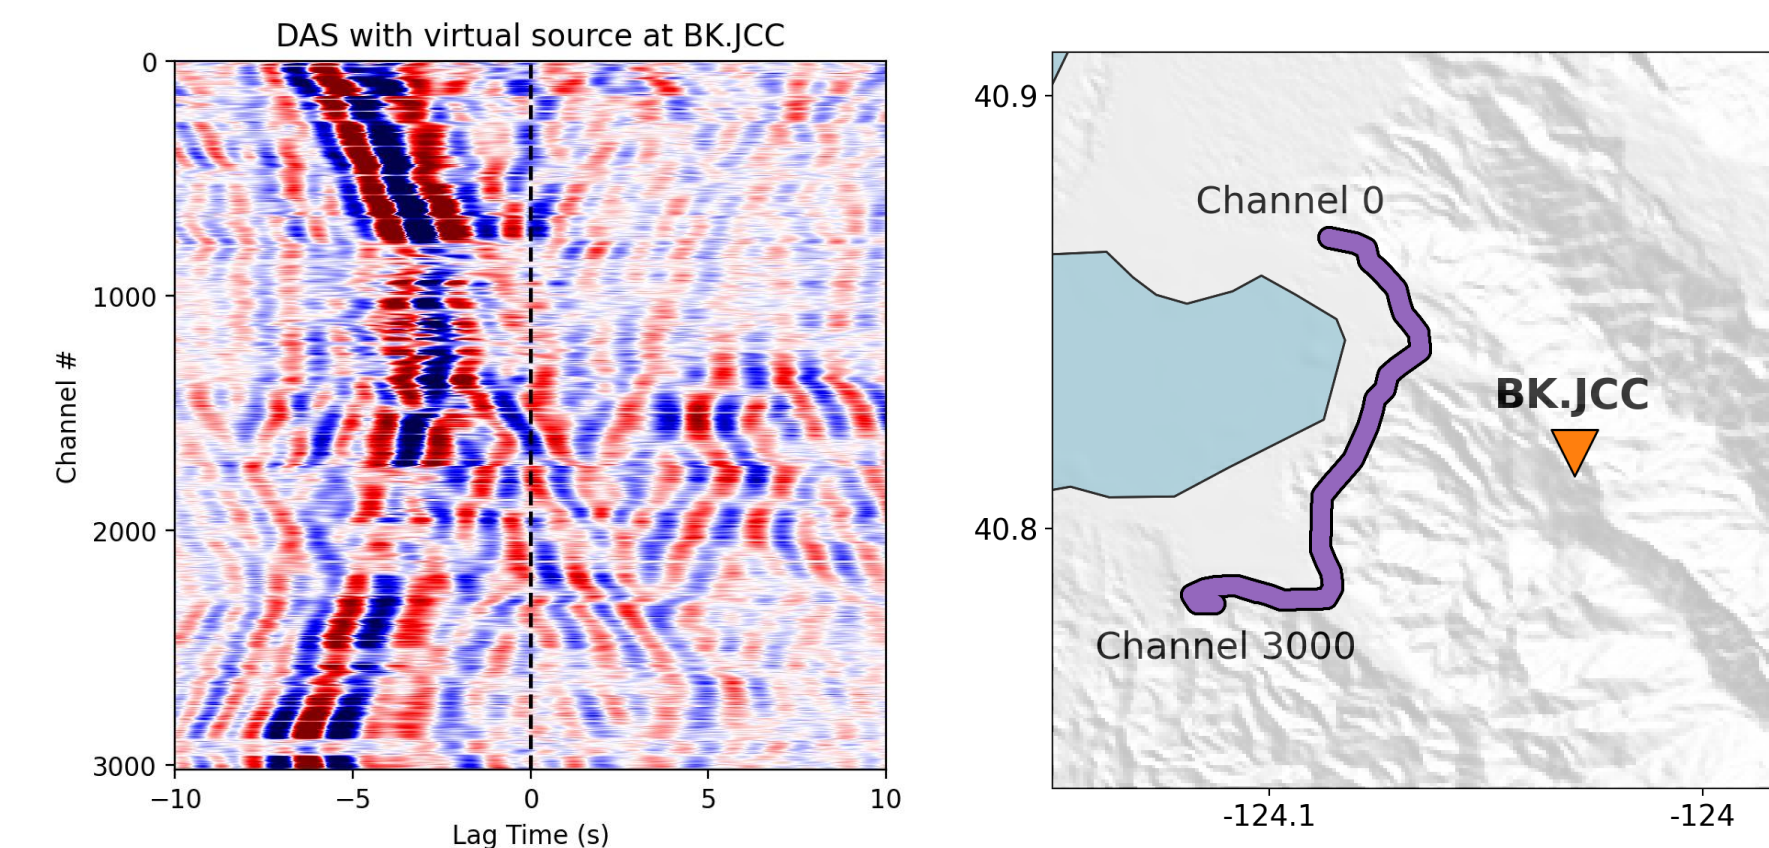 DAS with virtual source at BK.JCC
0
1000
2000
3000
Channel #
−10
−5
0
5
10
Lag Time (s)
40.9
40.8
Channel 0
BK.JCC
Channel 3000
-124.1
-124